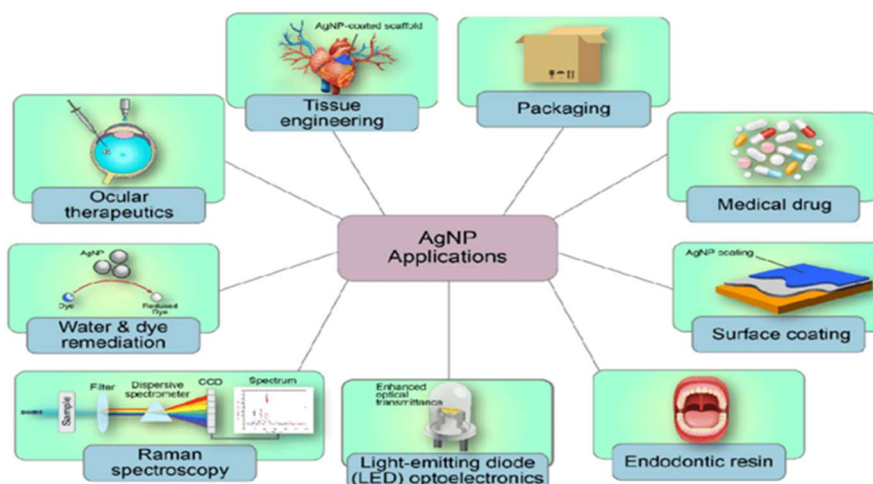 AgNP-coated scaffold
Tissue
engineering
Packaging
Ocular
therapeutics
Medical drug
AgNP
Applications
AgNP
Dye
Reduced
Dye
Water & dye
remediation
AgNP coating
Surface coating
Sample
Filter
Dispersive
spectrometer
CCD
Spectrum
Raman
spectroscopy
Enhanced
optical
transmittance
Light-emitting diode
(LED) optoelectronics
Endodontic resin